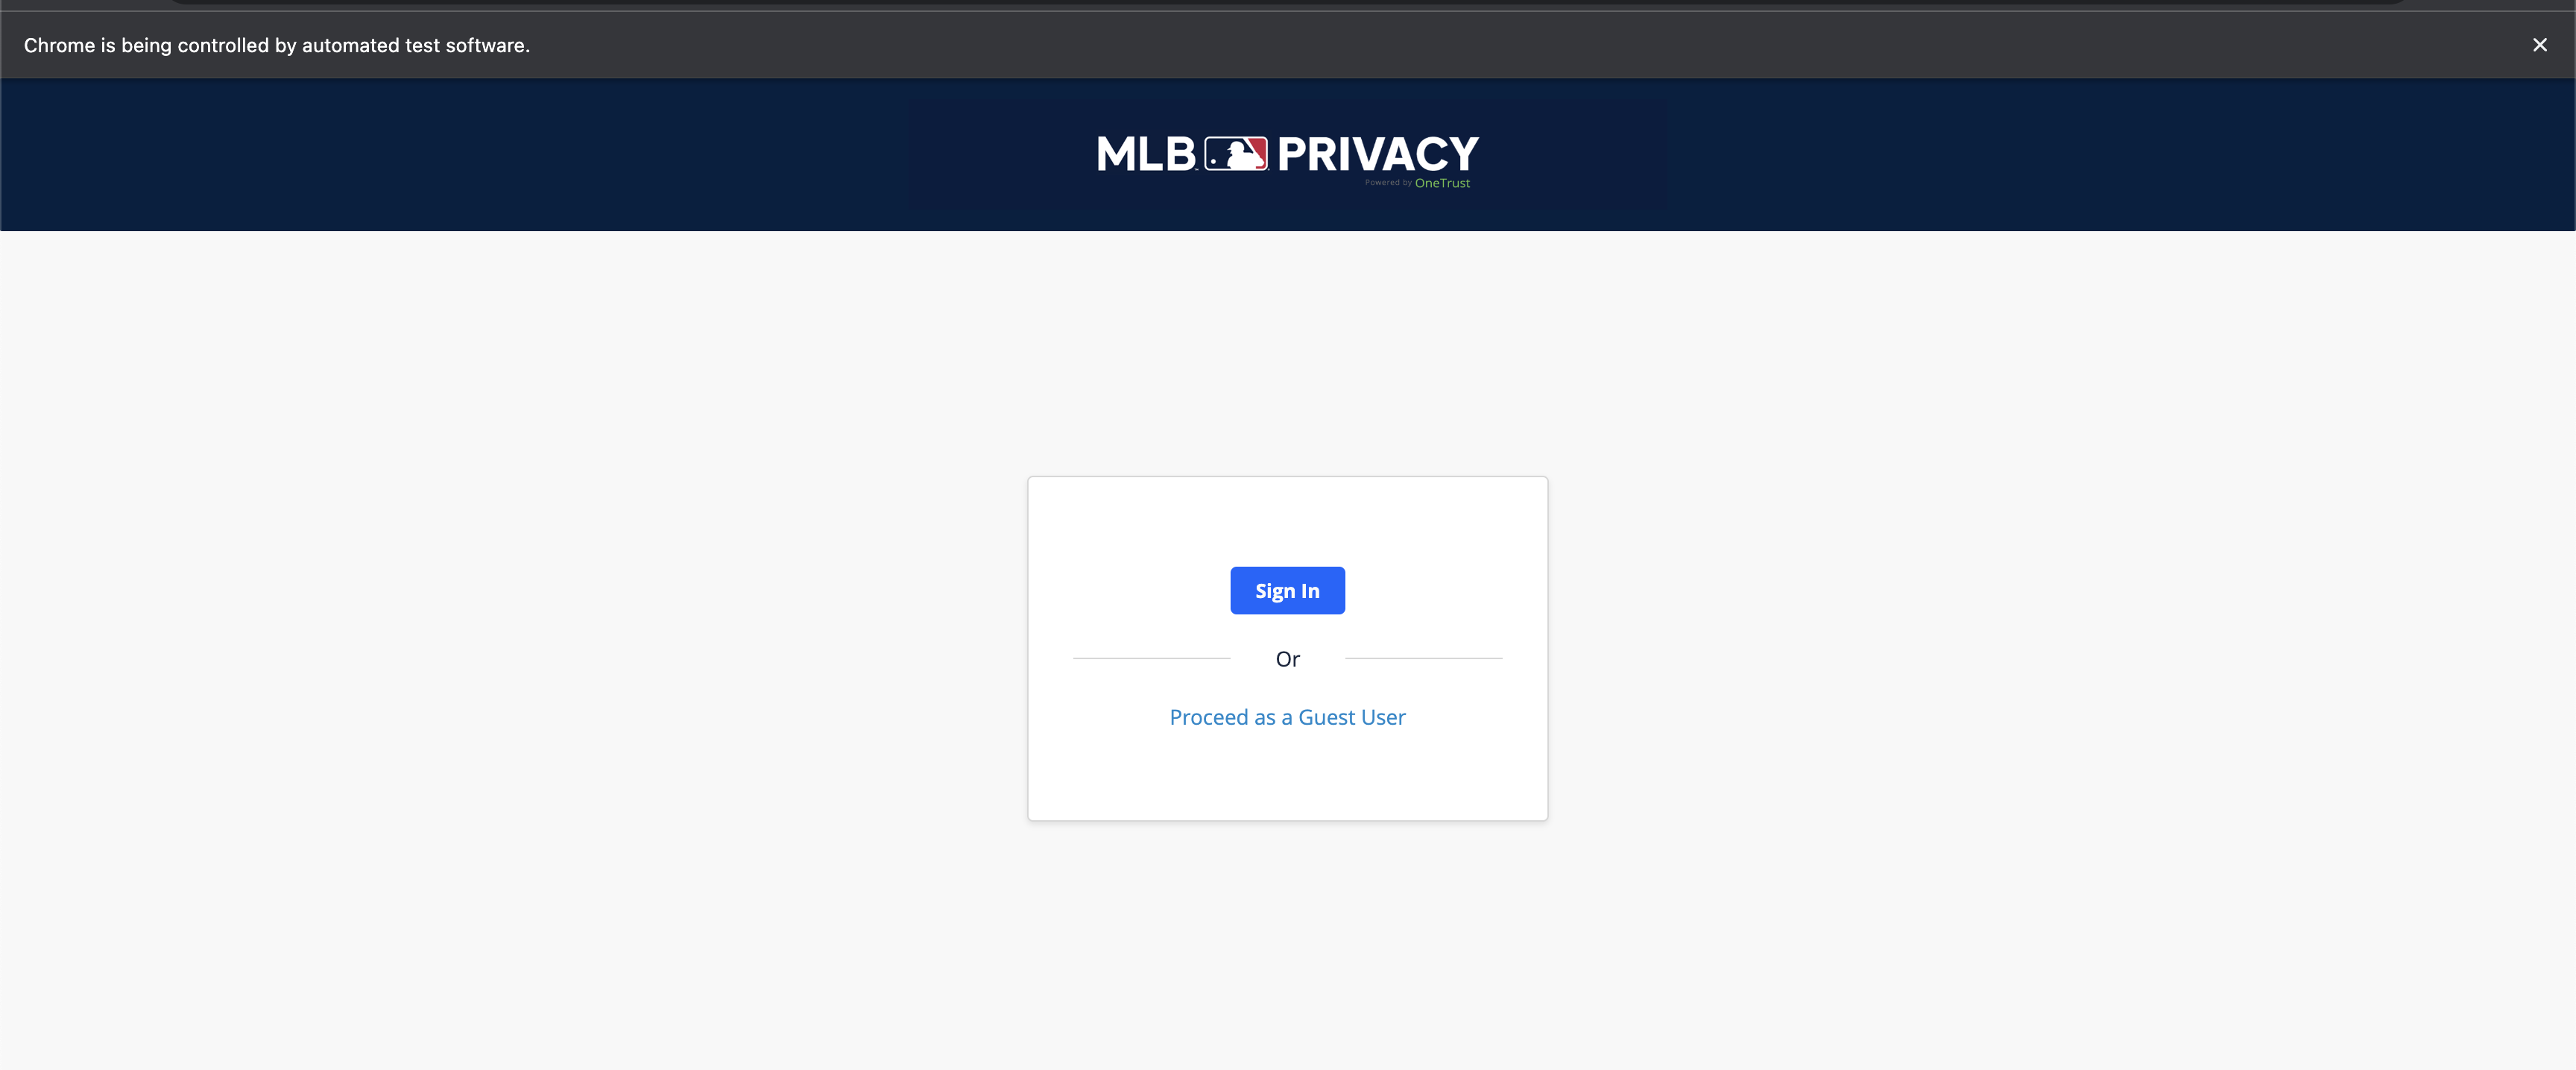 Chrome is being controlled by automated test software.
MLB PRIVACY
Powered by OneTrust
Sign In
Or
Proceed as a Guest User